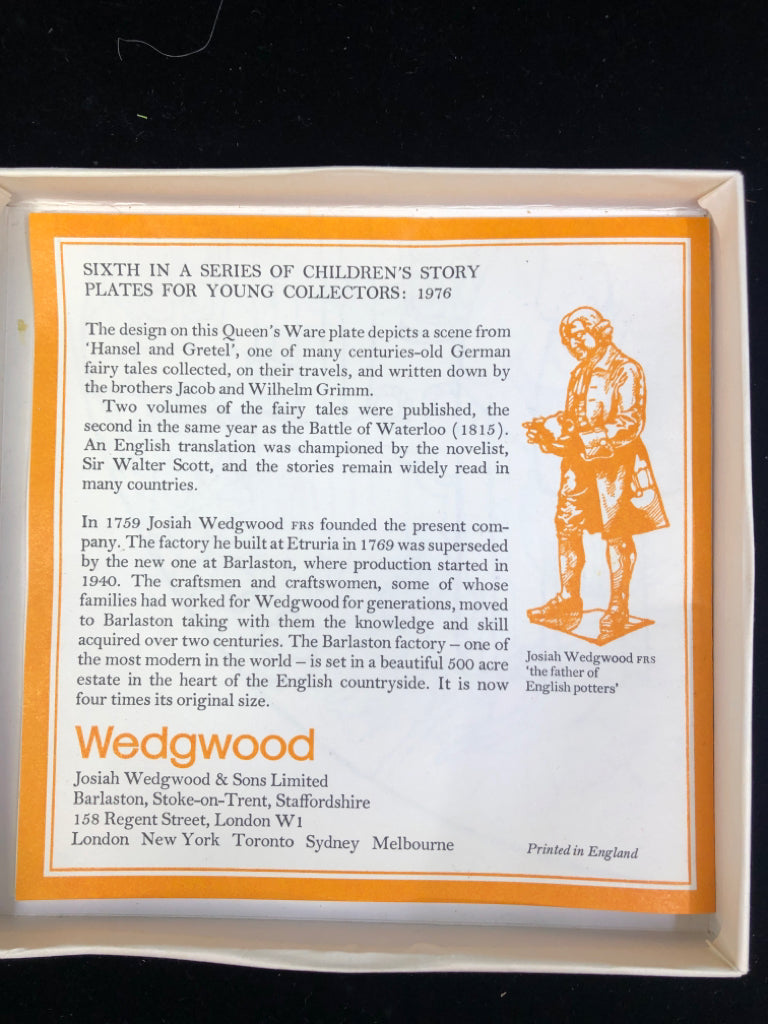 SIXTH IN A SERIES OF CHILDREN'S STORY
PLATES FOR YOUNG COLLECTORS: 1976
The design on this Queen's Ware plate depicts a scene from
'Hansel and Gretel', one of many centuries-old German
fairy tales collected, on their travels, and written down by
the brothers Jacob and Wilhelm Grimm.
Two volumes of the fairy tales were published, the
second in the same year as the Battle of Waterloo (1815).
An English translation was championed by the novelist,
Sir Walter Scott, and the stories remain widely read in
many countries.
In 1759 Josiah Wedgwood FRS founded the present com-
pany. The factory he built at Etruria in 1769 was superseded
by the new one at Barlaston, where production started in
1940. The craftsmen and craftswomen, some of whose
families had worked for Wedgwood for generations, moved
to Barlaston taking with them the knowledge and skill
acquired over two centuries. The Barlaston factory – one of
the most modern in the world – is set in a beautiful 500 acre
estate in the heart of the English countryside. It is now
four times its original size.
Josiah Wedgwood FRS
'the father of
English potters'
Wedgwood
Josiah Wedgwood & Sons Limited
Barlaston, Stoke-on-Trent, Staffordshire
158 Regent Street, London W1
London New York Toronto Sydney Melbourne
Printed in England